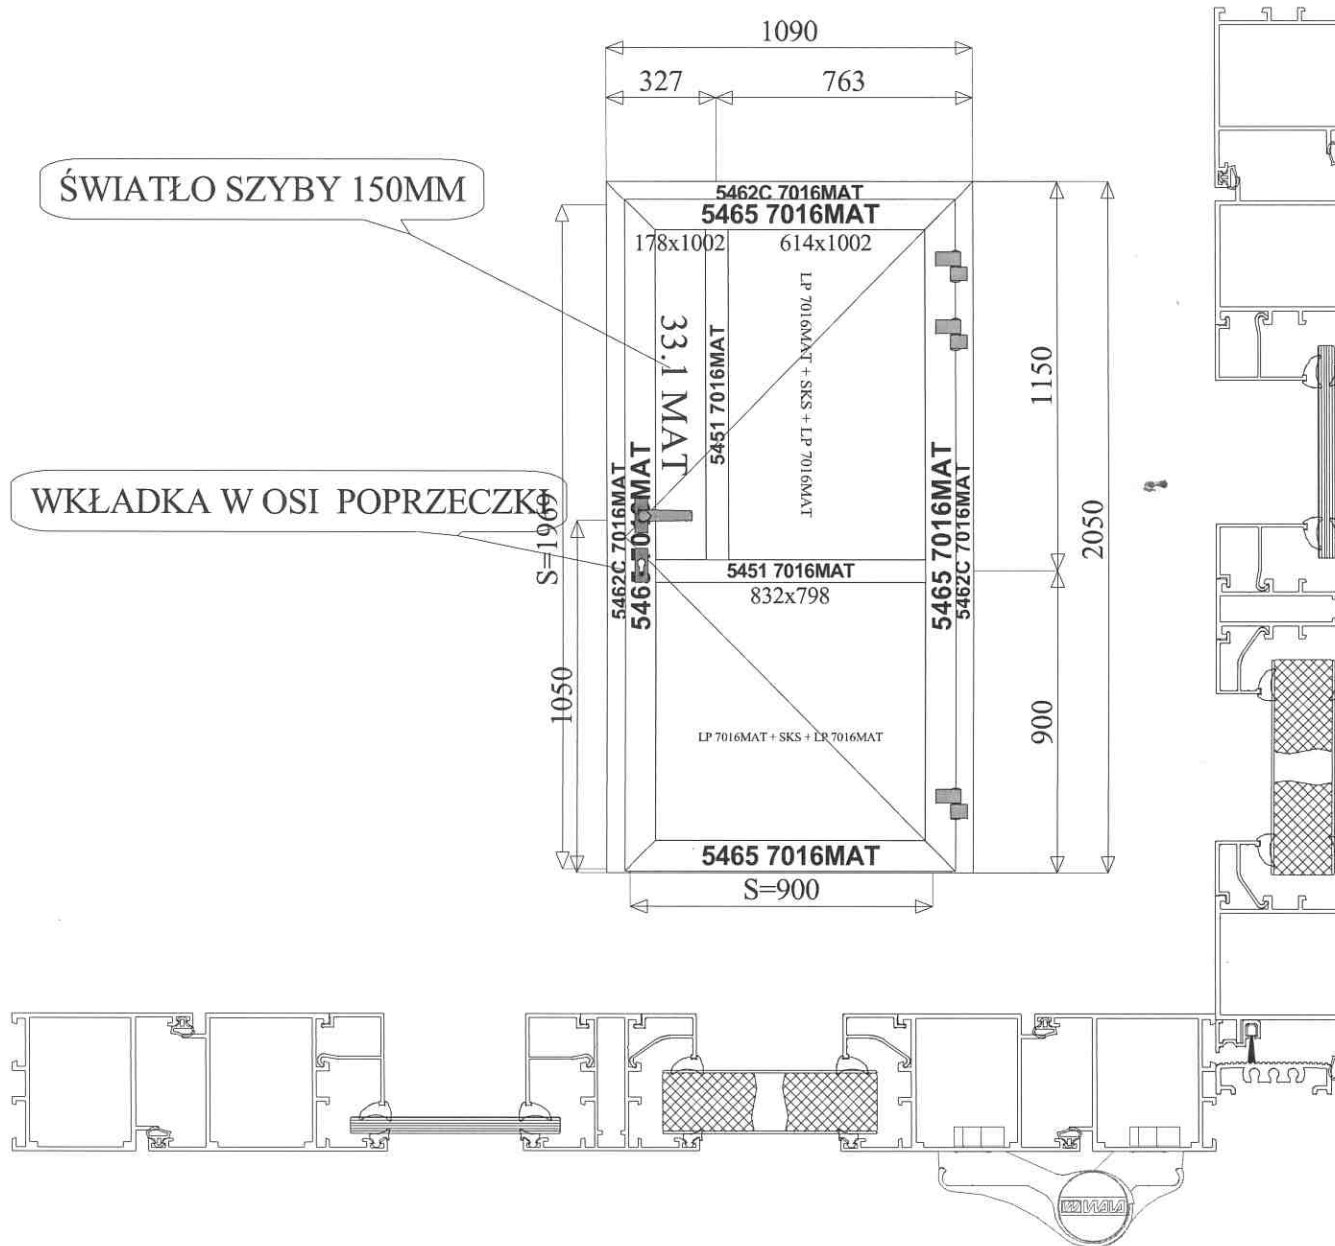 1090
327
763
ŚWIATŁO SZYBY 150MM
5462C 7016MAT
5465 7016MAT
178x1002
614x1002
LP 7016MAT + SKS + LP 7016MAT
33.1 MAT
5451 7016MAT
1150
2050
WKŁADKA W OSI POPRZECZKI
S=1969
5462C 7016MAT
5465 7016MAT
5465 7016MAT
5462C 7016MAT
5451 7016MAT
832x798
1050
900
LP 7016MAT + SKS + LP 7016MAT
5465 7016MAT
S=900
WALA